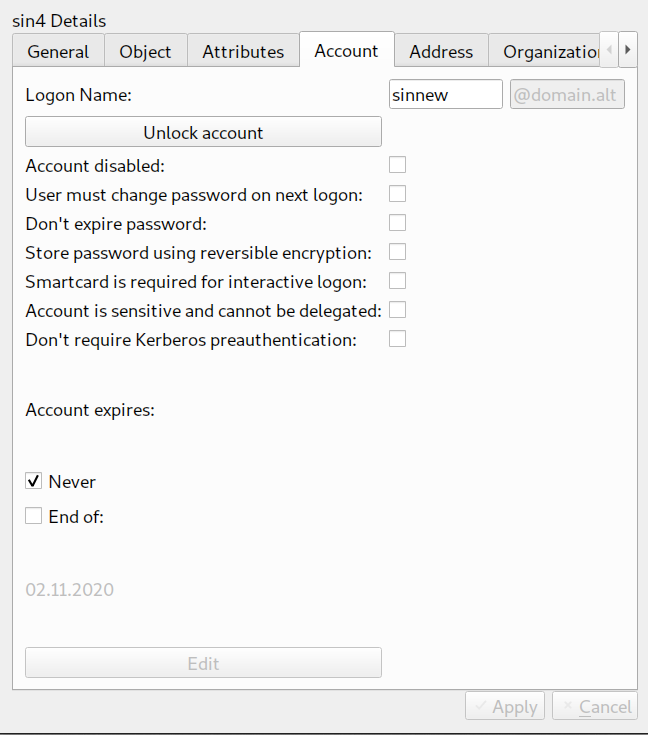 sin4 Details
General Object Attributes Account Address Organization
Logon Name: sinnew @domain.alt
Unlock account
Account disabled:
User must change password on next logon:
Don't expire password:
Store password using reversible encryption:
Smartcard is required for interactive logon:
Account is sensitive and cannot be delegated:
Don't require Kerberos preauthentication:
Account expires:
Never
End of:
02.11.2020
Edit
Apply Cancel